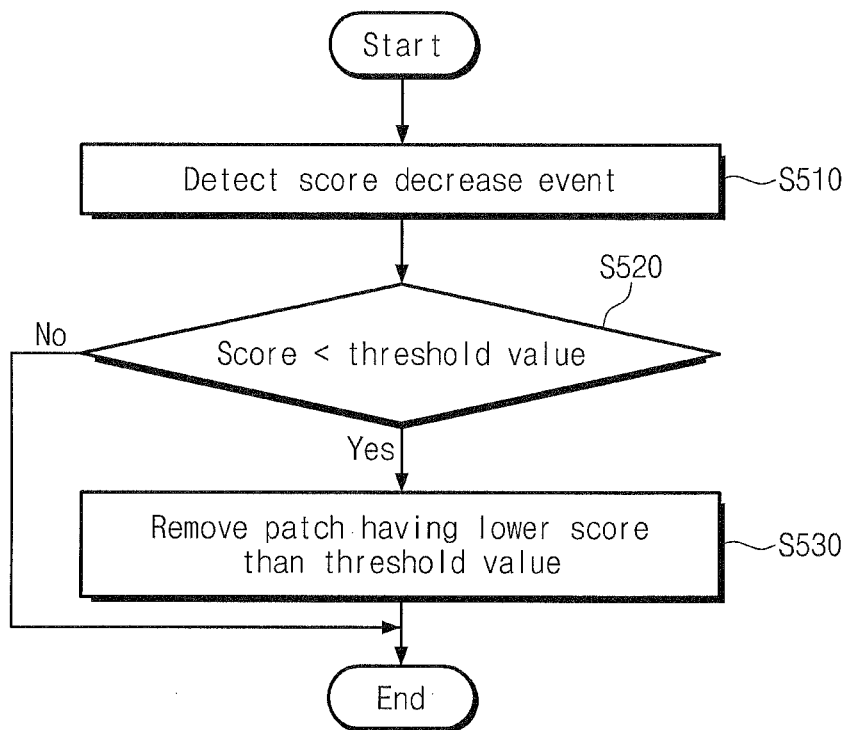 Start
Detect score decrease event
S510
S520
No
Score < threshold value
Yes
Remove patch having lower score
than threshold value
S530
End